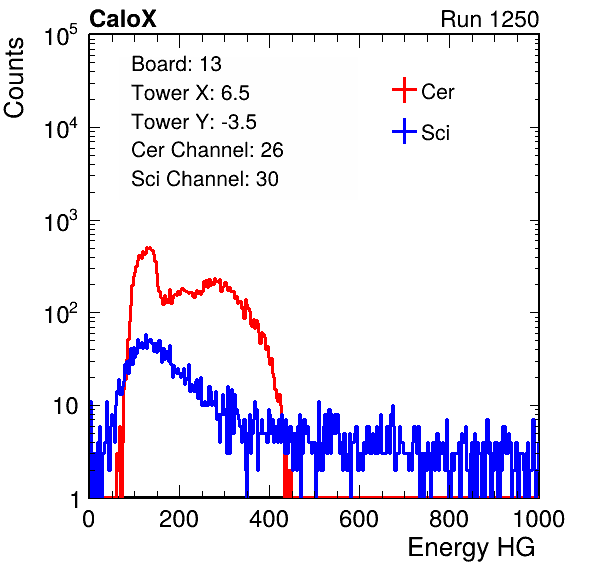 CaloX Run 1250
Counts
Board: 13
Tower X: 6.5
Tower Y: -3.5
Cer Channel: 26
Sci Channel: 30
Cer
Sci
10^5
10^4
10^3
10^2
10
1
0 200 400 600 800 1000
Energy HG